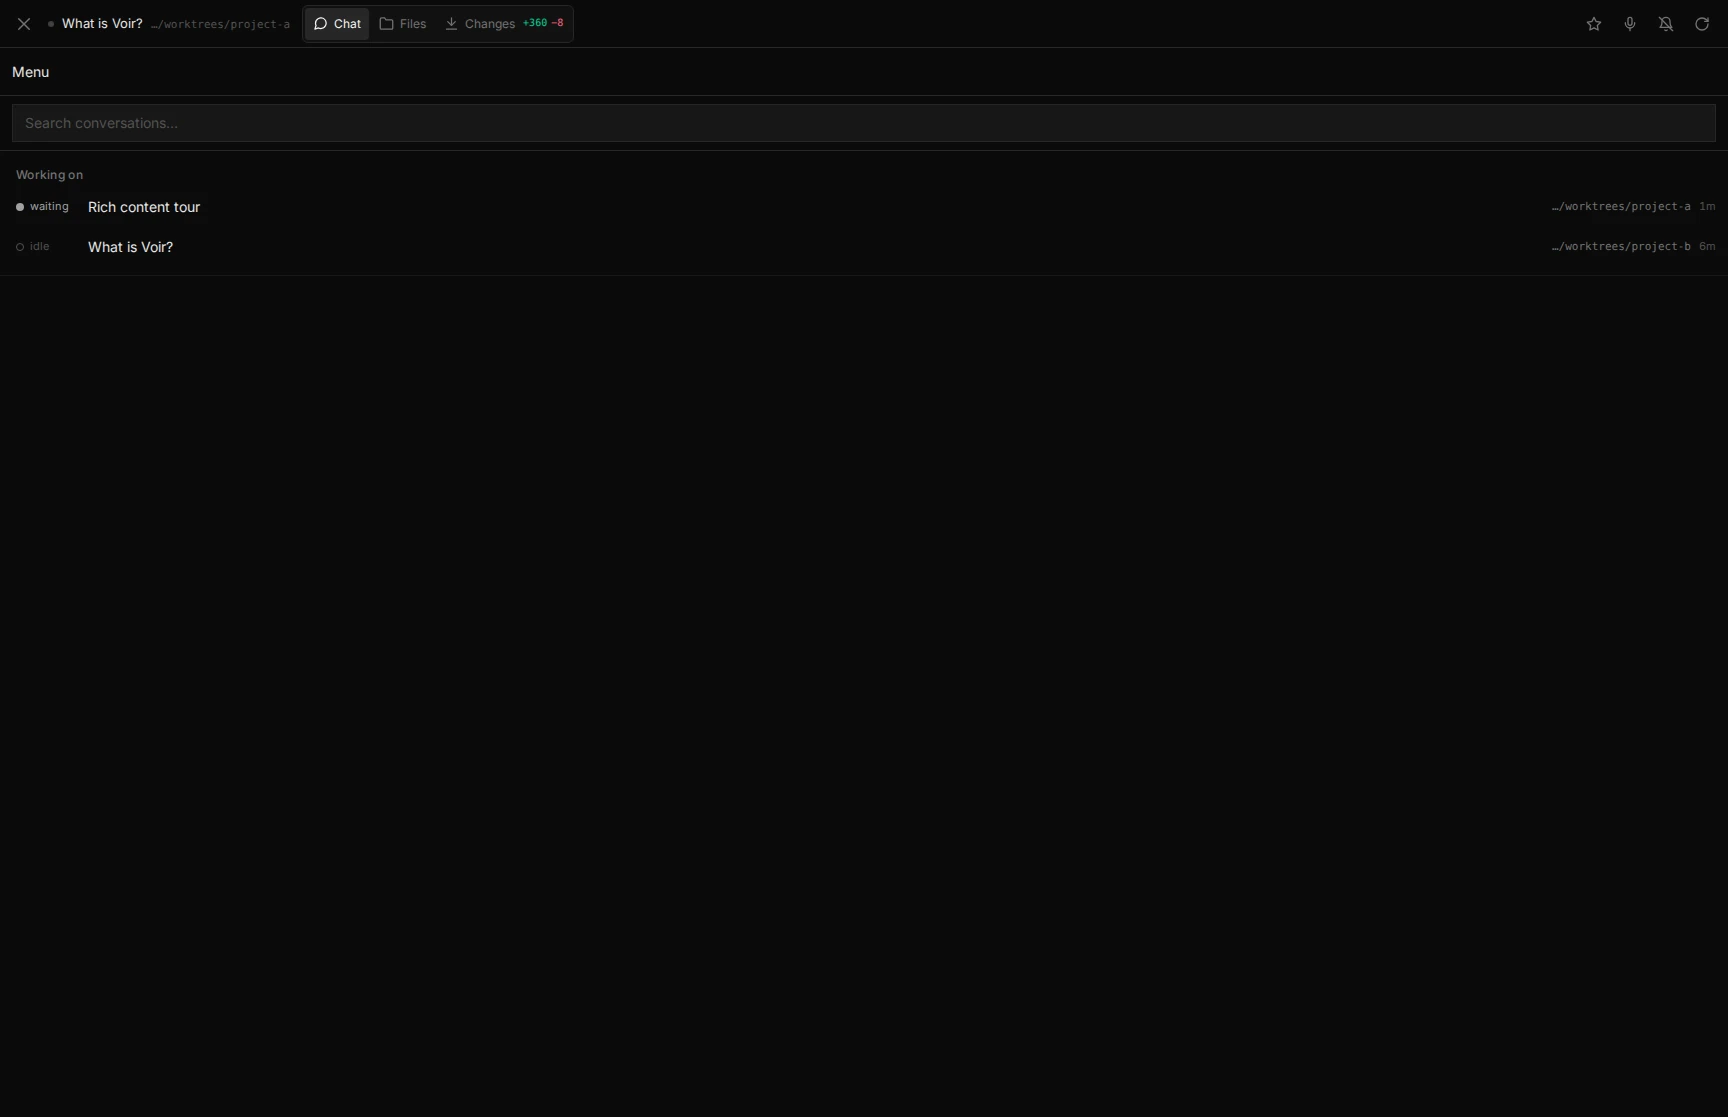 What is Voir? …/worktrees/project-a Chat Files Changes +360 −8
Menu
Search conversations...
Working on
waiting Rich content tour …/worktrees/project-a 1m
idle What is Voir? …/worktrees/project-b 6m